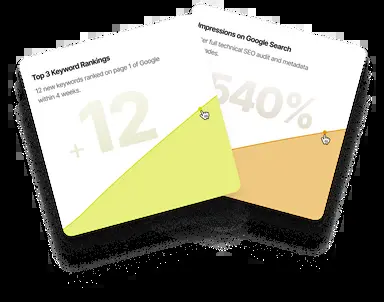 Top 3 Keyword Rankings
12 new keywords ranked on page 1 of Google
within 4 weeks.
+12
Impressions on Google Search
full technical SEO audit and metadata
540%